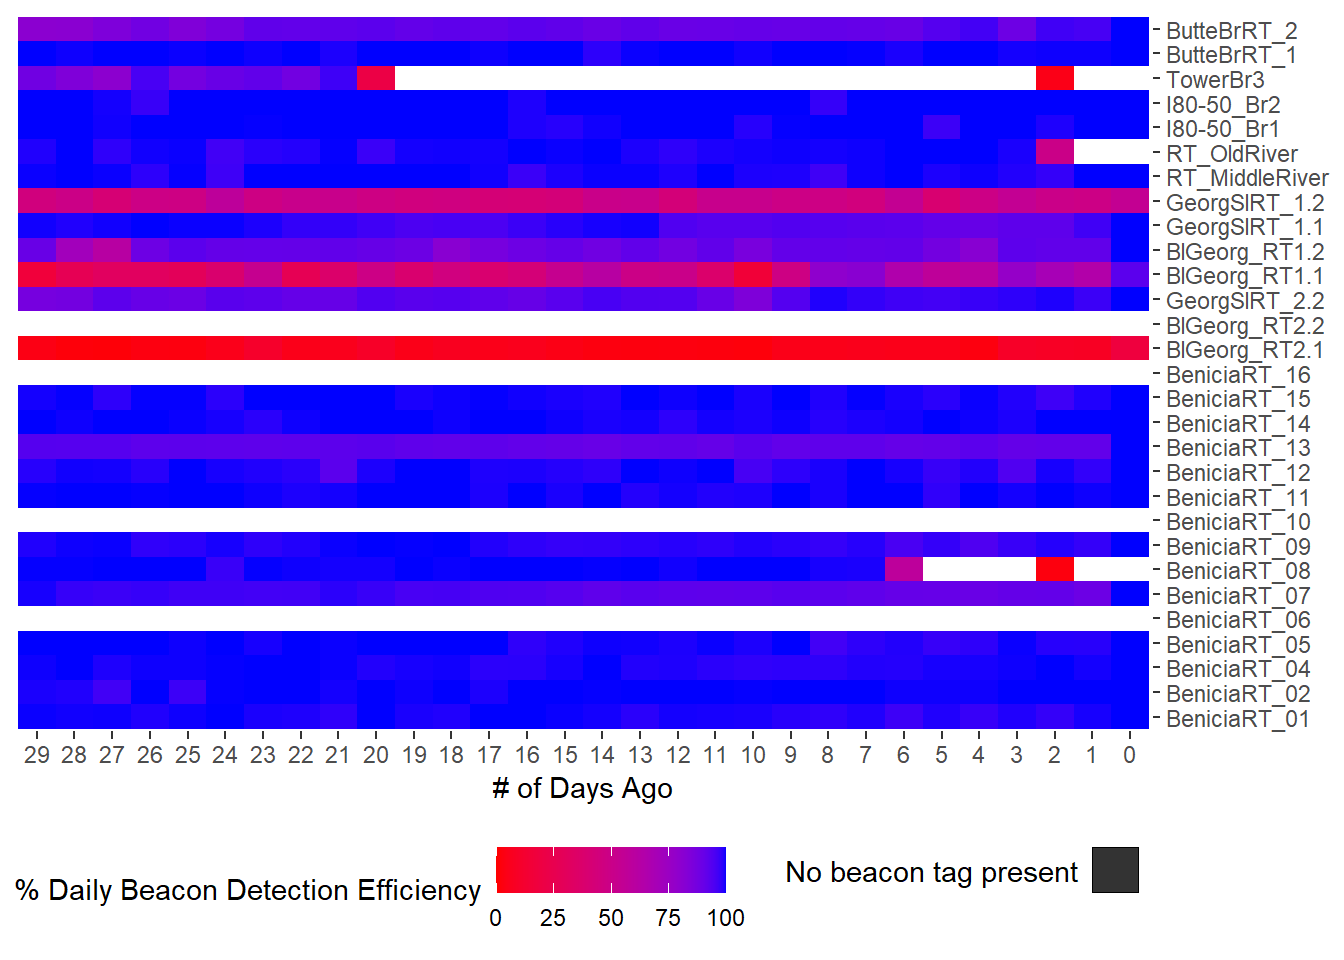 ButteBrRT_2
ButteBrRT_1
TowerBr3
I80-50_Br2
I80-50_Br1
RT_OldRiver
RT_MiddleRiver
GeorgSlRT_1.2
GeorgSlRT_1.1
BlGeorg_RT1.2
BlGeorg_RT1.1
GeorgSlRT_2.2
BlGeorg_RT2.2
BlGeorg_RT2.1
BeniciaRT_16
BeniciaRT_15
BeniciaRT_14
BeniciaRT_13
BeniciaRT_12
BeniciaRT_11
BeniciaRT_10
BeniciaRT_09
BeniciaRT_08
BeniciaRT_07
BeniciaRT_06
BeniciaRT_05
BeniciaRT_04
BeniciaRT_02
BeniciaRT_01
29 28 27 26 25 24 23 22 21 20 19 18 17 16 15 14 13 12 11 10 9 8 7 6 5 4 3 2 1 0
# of Days Ago
% Daily Beacon Detection Efficiency
0 25 50 75 100
No beacon tag present